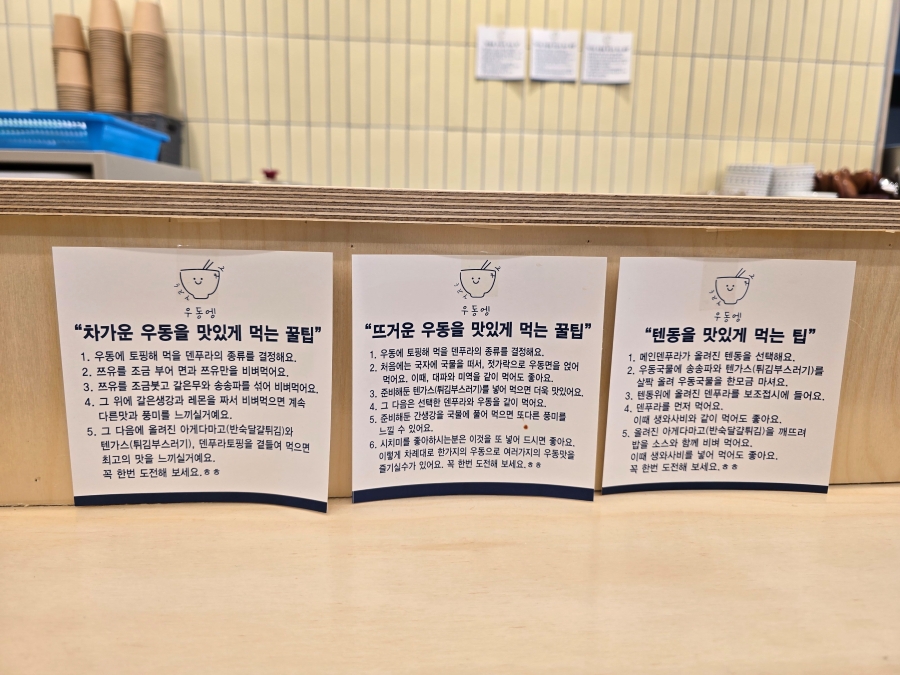 우동엥
“차가운 우동을 맛있게 먹는 꿀팁”
1. 우동에 토핑해 먹을 덴푸라의 종류를 결정해요.
2. 쯔유를 조금 부어 면과 쯔유만을 비벼먹어요.
3. 쯔유를 조금붓고 갈은무와 송송파를 섞어 비벼먹어요.
4. 그 위에 갈은생강과 레몬을 짜서 비벼먹으면 계속
다른맛과 풍미를 느끼실거예요.
5. 그 다음에 올려진 아게다마고(반숙달걀튀김)와
텐가스(튀김부스러기), 덴푸라토핑을 곁들여 먹으면
최고의 맛을 느끼실거예요.
꼭 한번 도전해 보세요.ㅎㅎ
우동엥
“뜨거운 우동을 맛있게 먹는 꿀팁”
1. 우동에 토핑해 먹을 덴푸라의 종류를 결정해요.
2. 처음에는 국자에 국물을 떠서, 젓가락으로 우동면을 얹어
먹어요. 이때, 대파와 미역을 같이 먹어도 좋아요.
3. 준비해둔 텐가스(튀김부스러기)를 넣어 먹으면 더욱 맛있어요.
4. 그 다음은 선택한 덴푸라와 우동을 같이 먹어요.
5. 준비해둔 간생강을 국물에 풀어 먹으면 또다른 풍미를
느낄 수 있어요.
6. 시치미를 좋아하시는분은 이것을 또 넣어 드시면 좋아요.
이렇게 차례대로 한가지의 우동으로 여러가지의 우동맛을
즐기실수가 있어요. 꼭 한번 도전해 보세요.ㅎㅎ
우동엥
“텐동을 맛있게 먹는 팁”
1. 메인덴푸라가 올려진 텐동을 선택해요.
2. 우동국물에 송송파와 텐가스(튀김부스러기)를
살짝 올려 우동국물을 한모금 마셔요.
3. 텐동위에 올려진 덴푸라를 보조접시에 들어요.
4. 덴푸라를 먼저 먹어요.
이때 생와사비와 같이 먹어도 좋아요.
5. 올려진 아게다마고(반숙달걀튀김)을 깨뜨려
밥을 소스와 함께 비벼 먹어요.
이때 생와사비를 넣어 먹어도 좋아요.
꼭 한번 도전해 보세요.ㅎㅎ